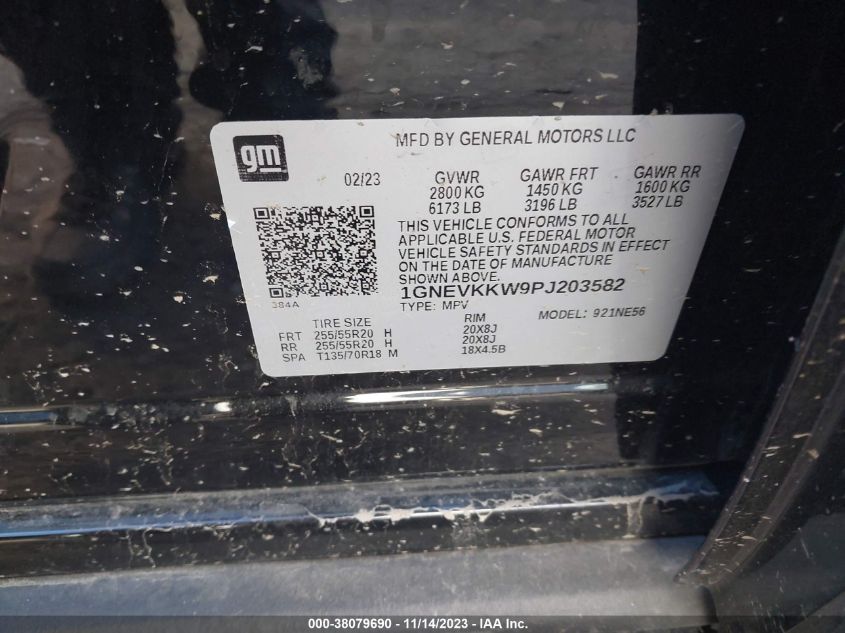 gm
MFD BY GENERAL MOTORS LLC
02/23 GVWR GAWR FRT GAWR RR
2800 KG 1450 KG 1600 KG
6173 LB 3196 LB 3527 LB
THIS VEHICLE CONFORMS TO ALL
APPLICABLE U.S. FEDERAL MOTOR
VEHICLE SAFETY STANDARDS IN EFFECT
ON THE DATE OF MANUFACTURE
SHOWN ABOVE.
1GNEVKKW9PJ203582
384A
TYPE: MPV MODEL: 921NE56
TIRE SIZE RIM
FRT 255/55R20 H 20X8J
RR 255/55R20 H 20X8J
SPA T135/70R18 M 18X4.5B
000-38079690 - 11/14/2023 - IAA Inc.